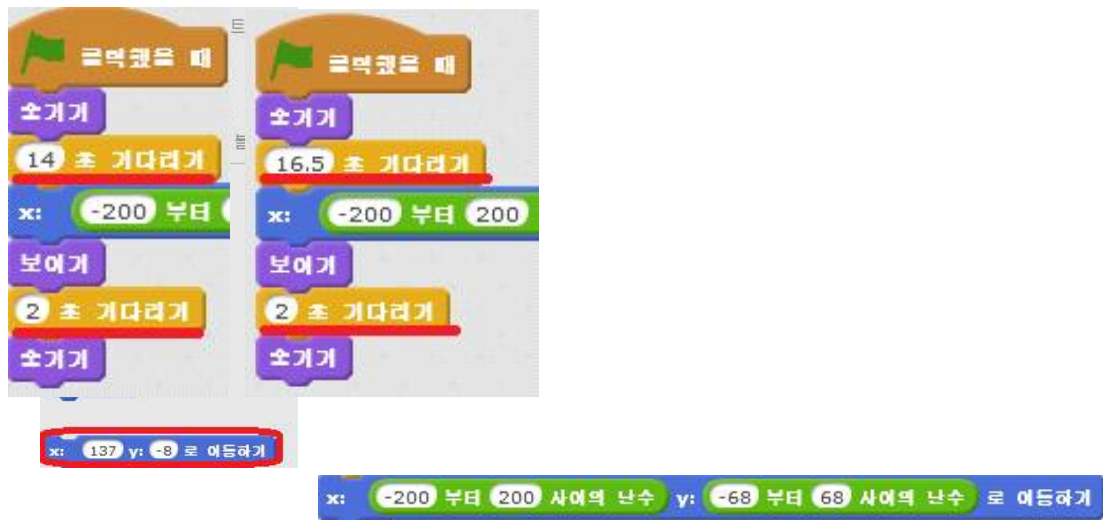 클릭했을 때
숨기기
14 초 기다리기
x: -200 부터
보이기
2 초 기다리기
숨기기
클릭했을 때
숨기기
16.5 초 기다리기
x: -200 부터 200
보이기
2 초 기다리기
숨기기
x: 137 y: -8 로 이동하기
x: -200 부터 200 사이의 난수 y: -68 부터 68 사이의 난수 로 이동하기